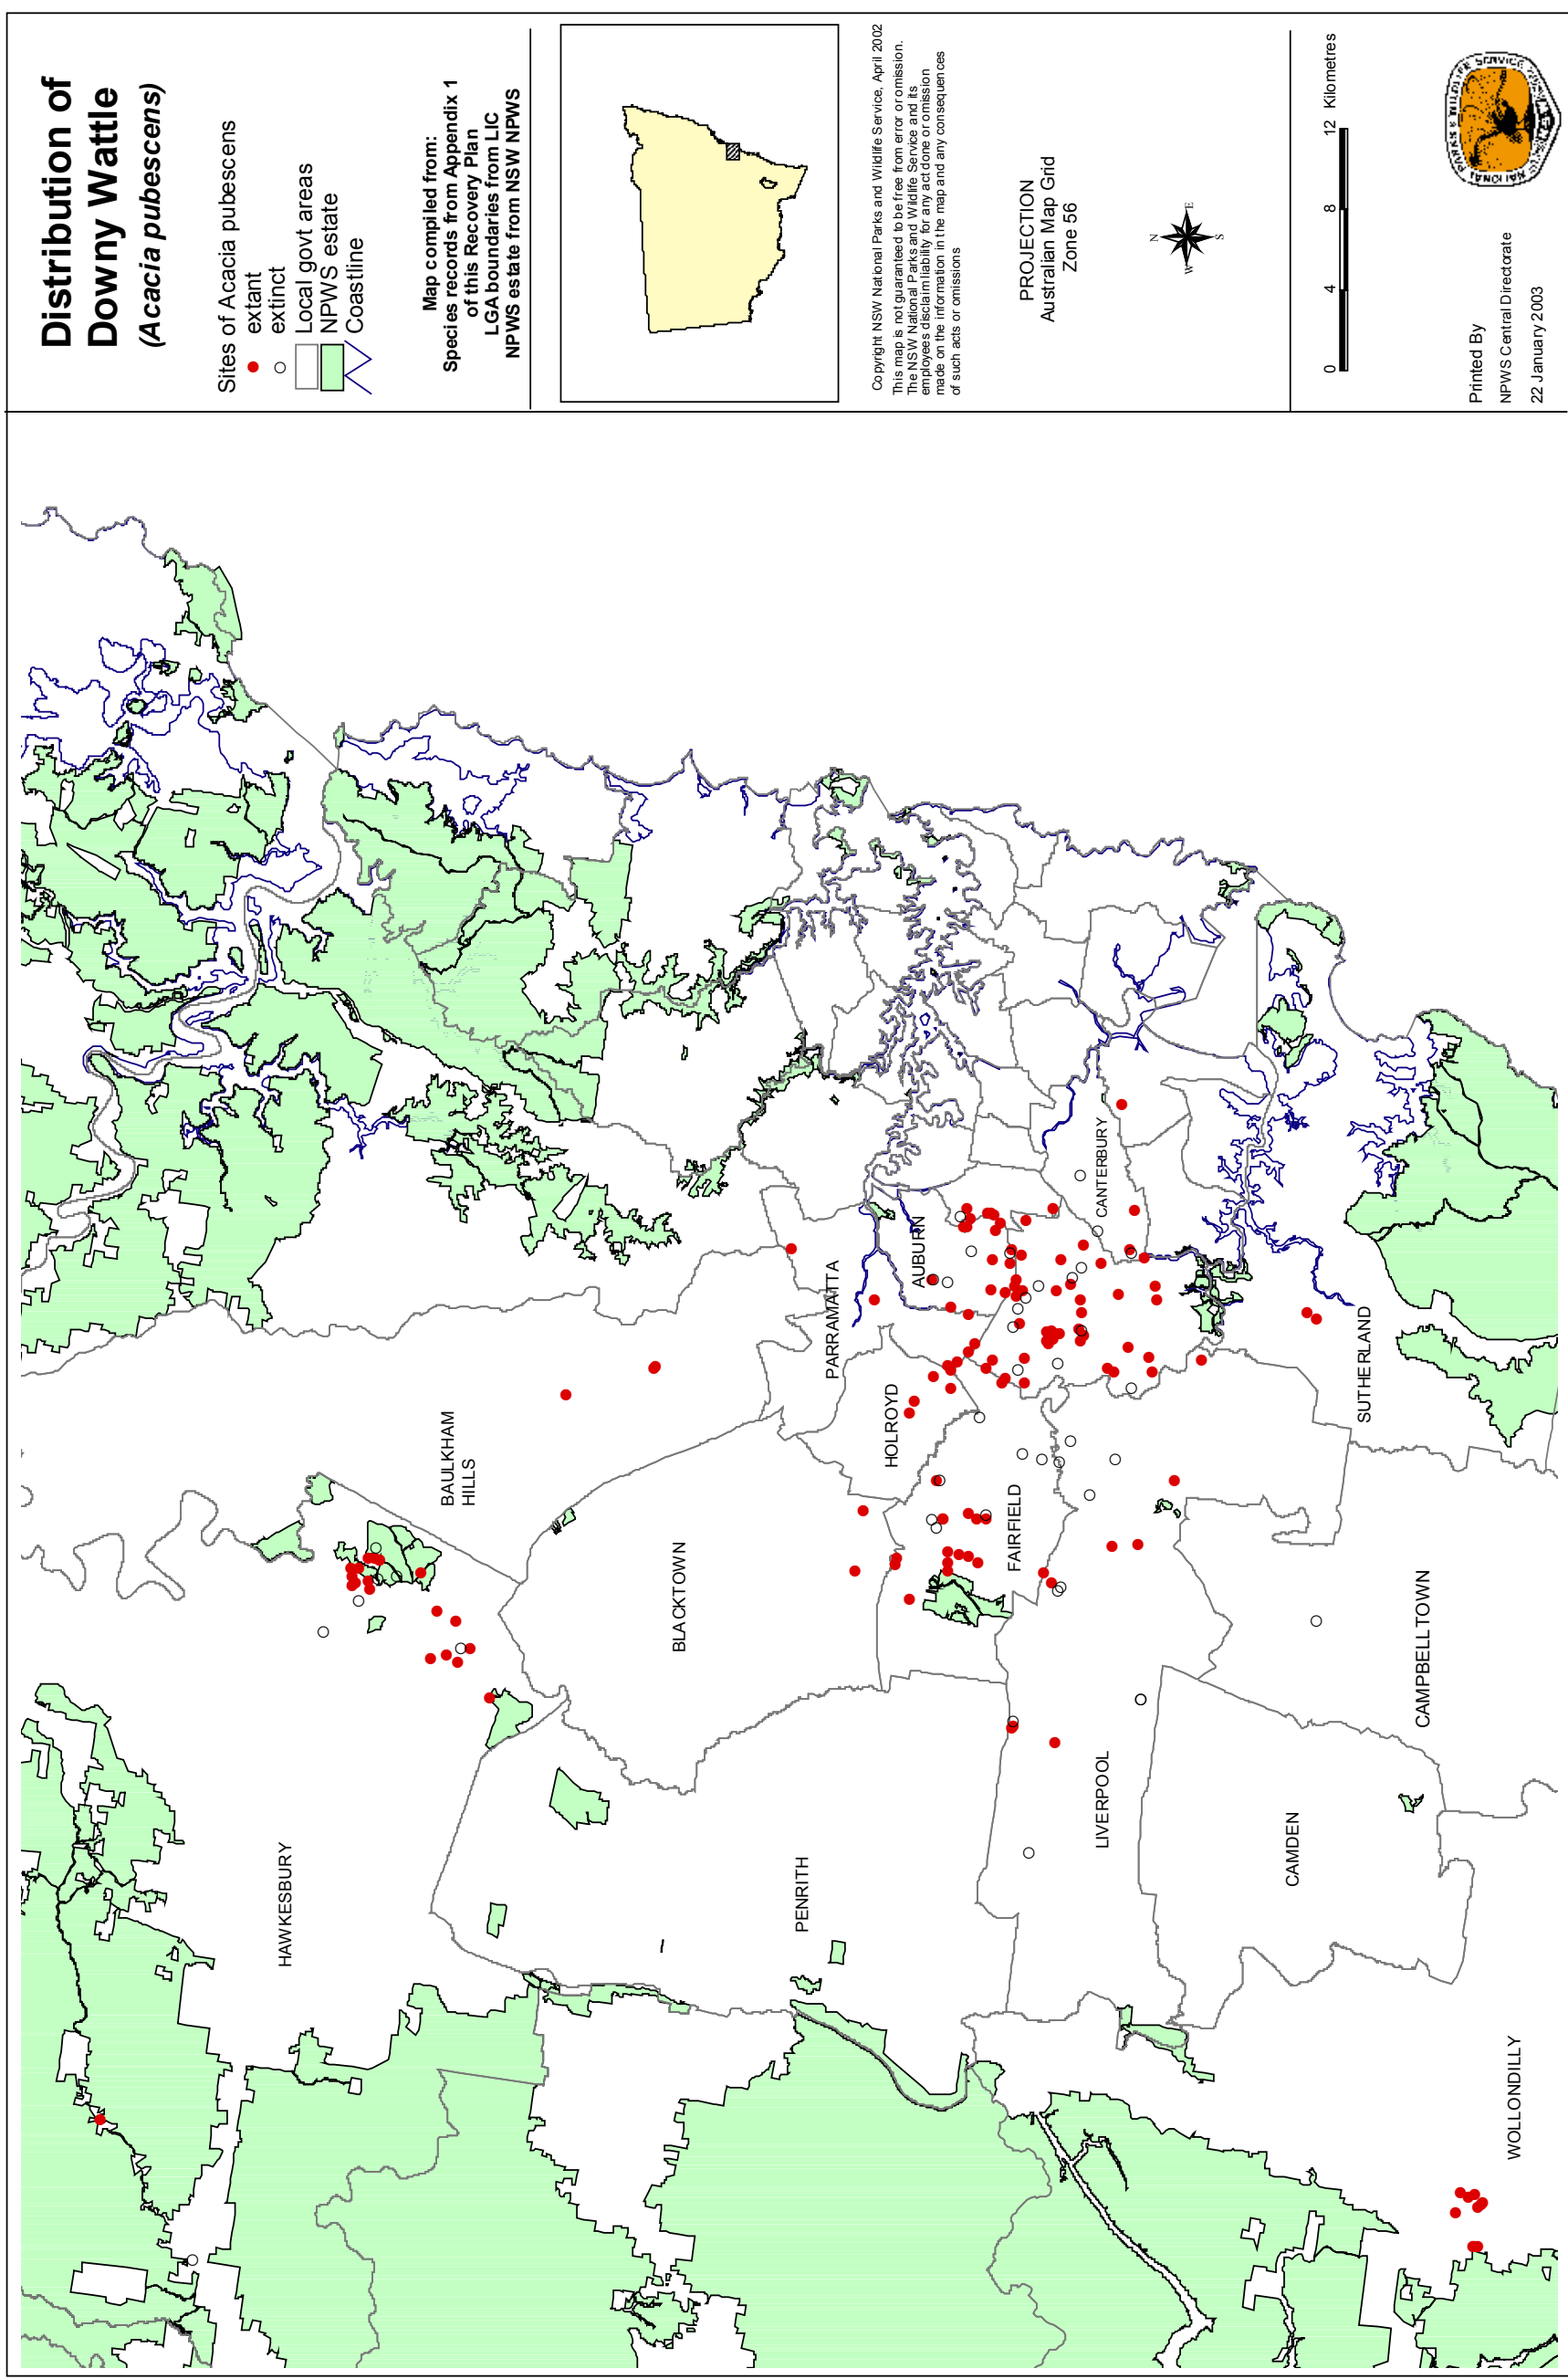 Distribution of
Downy Wattle
(Acacia pubescens)
Sites of Acacia pubescens
extant
extinct
Local govt areas
NPWS estate
Coastline
Map compiled from:
Species records from Appendix 1
of this Recovery Plan
LGA boundaries from LIC
NPWS estate from NSW NPWS
Copyright NSW National Parks and Wildlife Service, April 2002
This map is not guaranteed to be free from error or omission.
The NSW National Parks and Wildlife Service and its
employees disclaim liability for any act done or omission
made on the information in the map and any consequences
of such acts or omissions
PROJECTION
Australian Map Grid
Zone 56
N
E
S
W
0 4 8 12 Kilometres
Printed By
NPWS Central Directorate
22 January 2003
HAWKESBURY
BAULKHAM
HILLS
BLACKTOWN
PENRITH
PARRAMATTA
HOLROYD
AUBURN
FAIRFIELD
LIVERPOOL
CANTERBURY
CAMDEN
SUTHERLAND
CAMPBELLTOWN
WOLLONDILLY